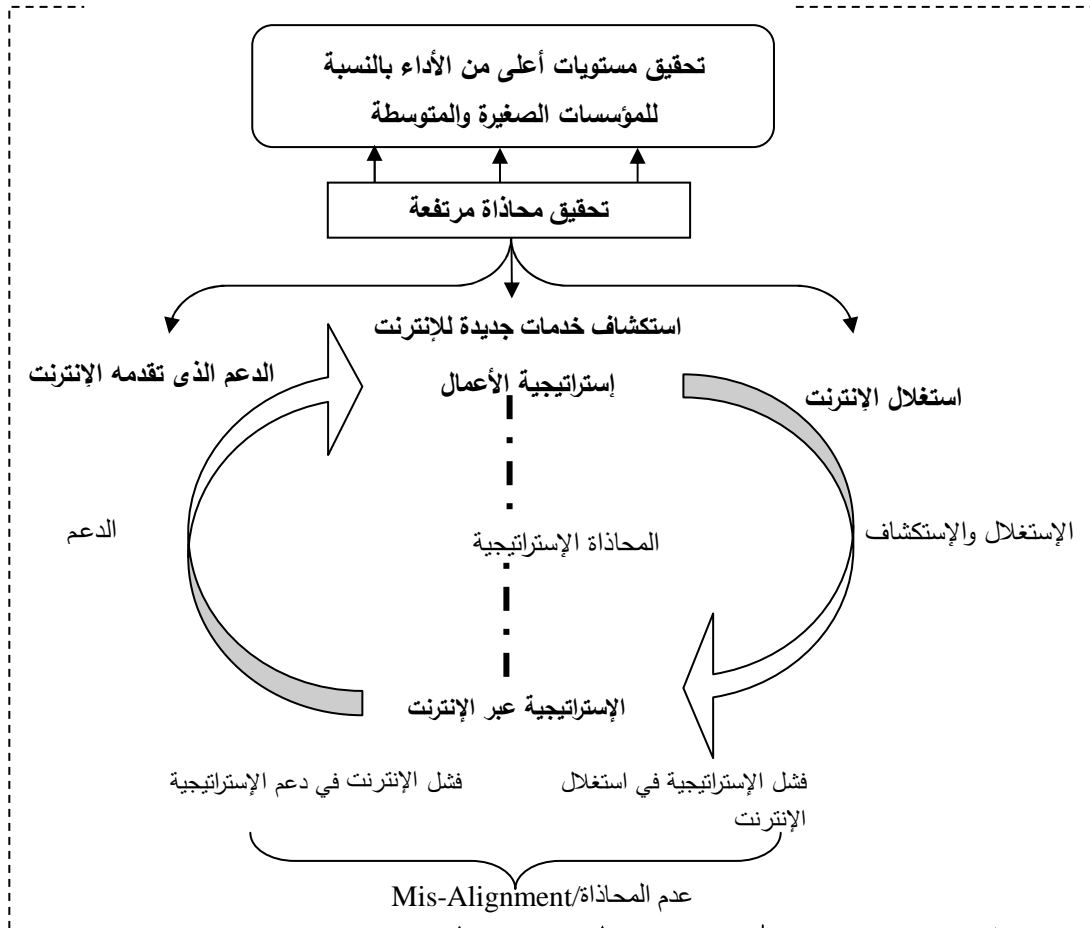 تحقيق مستويات أعلى من الأداء بالنسبة
للمؤسسات الصغيرة والمتوسطة
تحقيق محاذاة مرتفعة
استكشاف خدمات جديدة للإنترنت
الدعم الذى تقدمه الإنترنت
إستراتيجية الأعمال
استغلال الإنترنت
الإستغلال والإستكشاف
المحاذاة الإستراتيجية
الدعم
الإستراتيجية عبر الإنترنت
فشل الإستراتيجية في استغلال
الإنترنت
فشل الإنترنت في دعم الإستراتيجية
عدم المحاذاة/Mis-Alignment